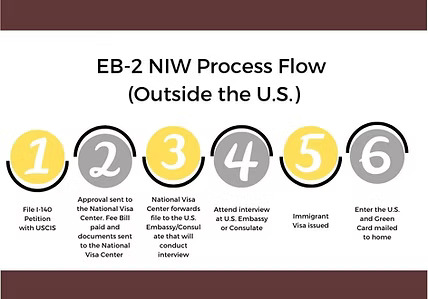 EB-2 NIW Process Flow
(Outside the U.S.)
1
2
3
4
5
6
File I-140
Petition
with USCIS
Approval sent to
the National Visa
Center. Fee Bill
paid and
documents sent
to the National
Visa Center
National Visa
Center forwards
file to the U.S.
Embassy/Consul
ate that will
conduct
interview
Attend interview
at U.S. Embassy
or Consulate
Immigrant
Visa issued
Enter the U.S.
and Green
Card mailed
to home